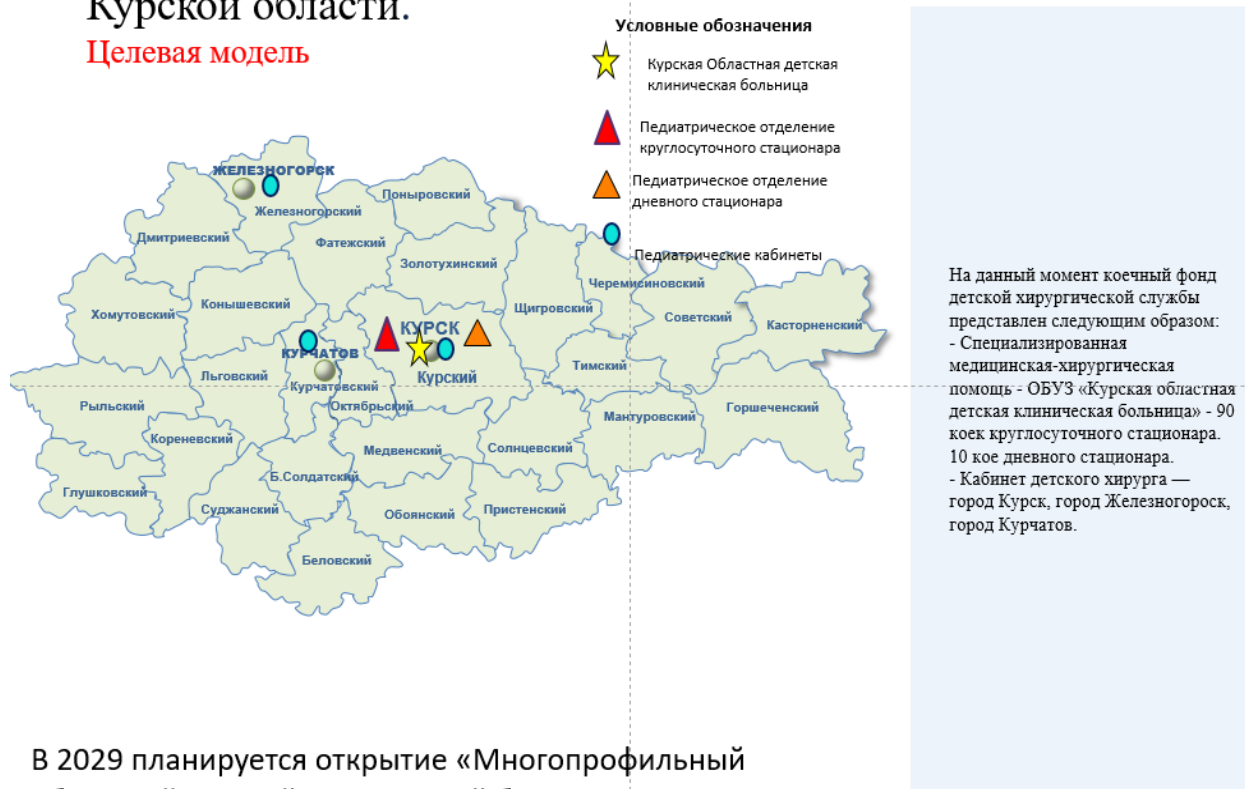 Курской области.
Целевая модель
Условные обозначения
Курская Областная детская
клиническая больница
Педиатрическое отделение
круглосуточного стационара
Педиатрическое отделение
дневного стационара
Педиатрические кабинеты
ЖЕЛЕЗНОГОРСК
Железногорский
Поныровский
Дмитриевский
Фатежский
Золотухинский
Черемисиновский
Хомутовский
Конышевский
Щигровский
Советский
Касторненский
КУРСК
КУРЧАТОВ
Льговский
Курчатовский
Курский
Тимский
Рыльский
Октябрьский
Мантуровский
Горшеченский
Кореневский
Медвенский
Солнцевский
Б.Солдатский
Глушковский
Суджанский
Обоянский
Пристенский
Беловский
На данный момент коечный фонд
детской хирургической службы
представлен следующим образом:
- Специализированная
медицинская-хирургическая
помощь - ОБУЗ «Курская областная
детская клиническая больница» - 90
коек круглосуточного стационара.
10 кое дневного стационара.
- Кабинет детского хирурга —
город Курск, город Железногороск,
город Курчатов.
В 2029 планируется открытие «Многопрофильный